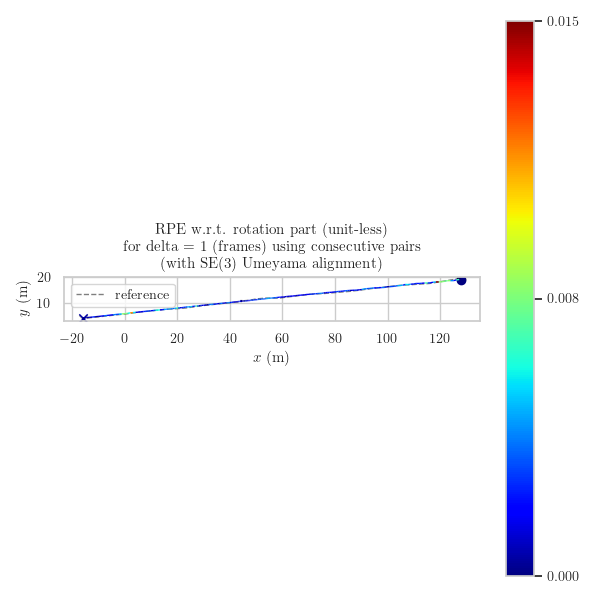 RPE w.r.t. rotation part (unit-less)
for delta = 1 (frames) using consecutive pairs
(with SE(3) Umeyama alignment)
20
10
y (m)
reference
−20 0 20 40 60 80 100 120
x (m)
0.015
0.008
0.000